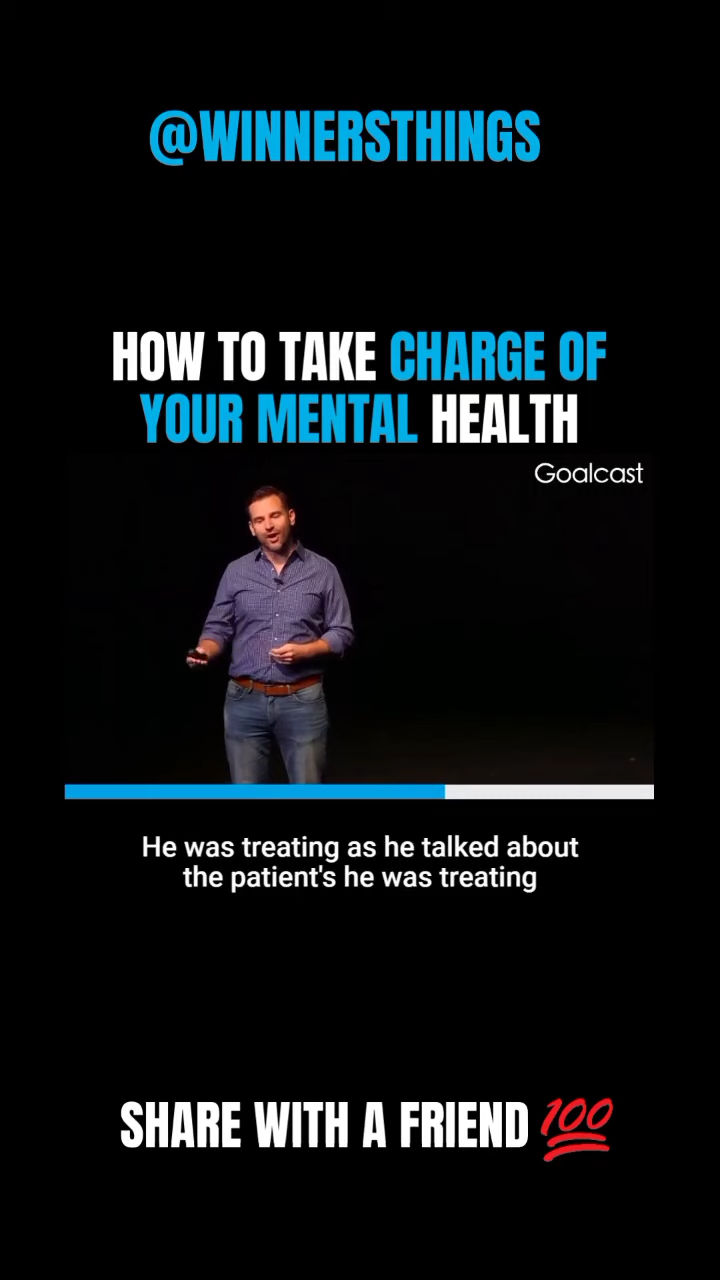 @WINNERSTHINGS
HOW TO TAKE CHARGE OF
YOUR MENTAL HEALTH
Goalcast
He was treating as he talked about
the patient's he was treating
SHARE WITH A FRIEND 💯